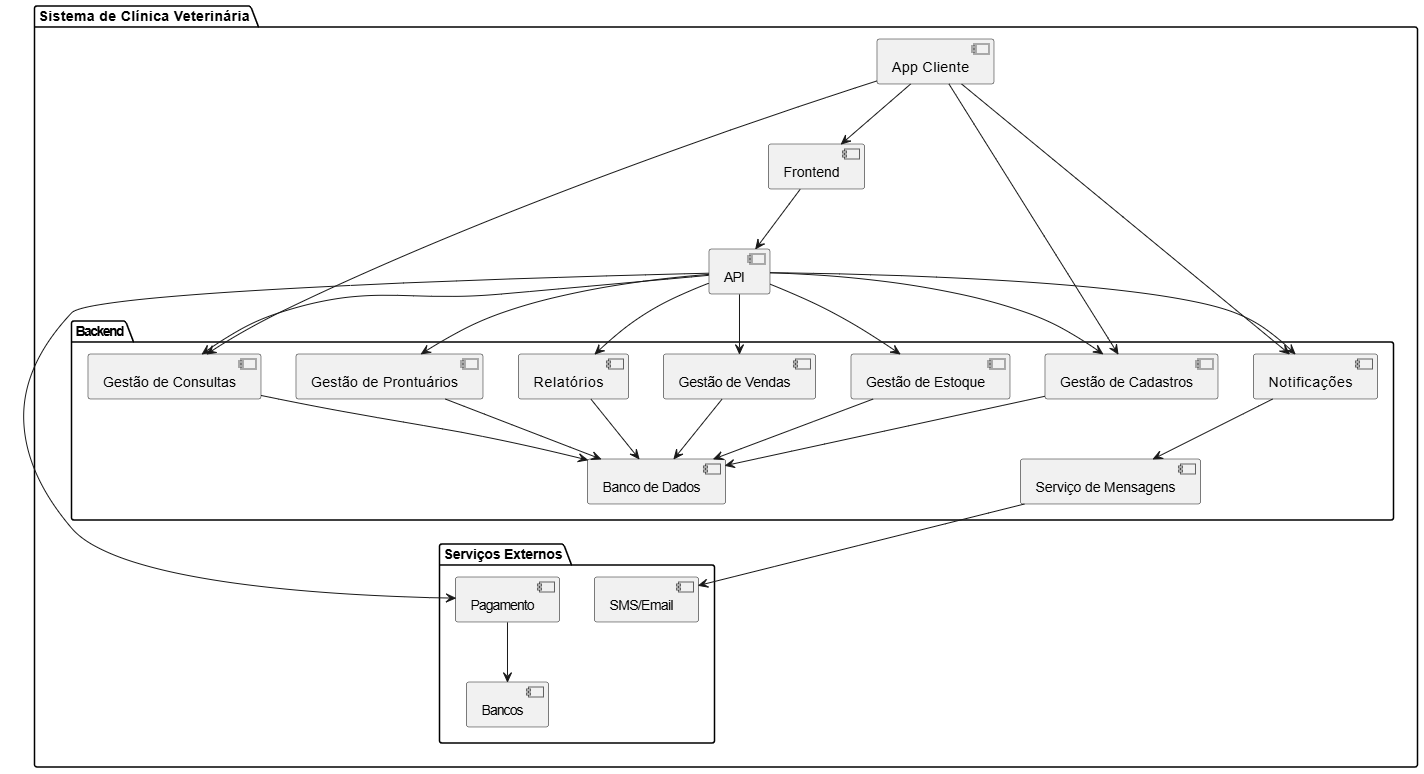 Sistema de Clínica Veterinária
App Cliente
Frontend
API
Backend
Gestão de Consultas
Gestão de Prontuários
Relatórios
Gestão de Vendas
Gestão de Estoque
Gestão de Cadastros
Notificações
Banco de Dados
Serviço de Mensagens
Serviços Externos
Pagamento
SMS/Email
Bancos